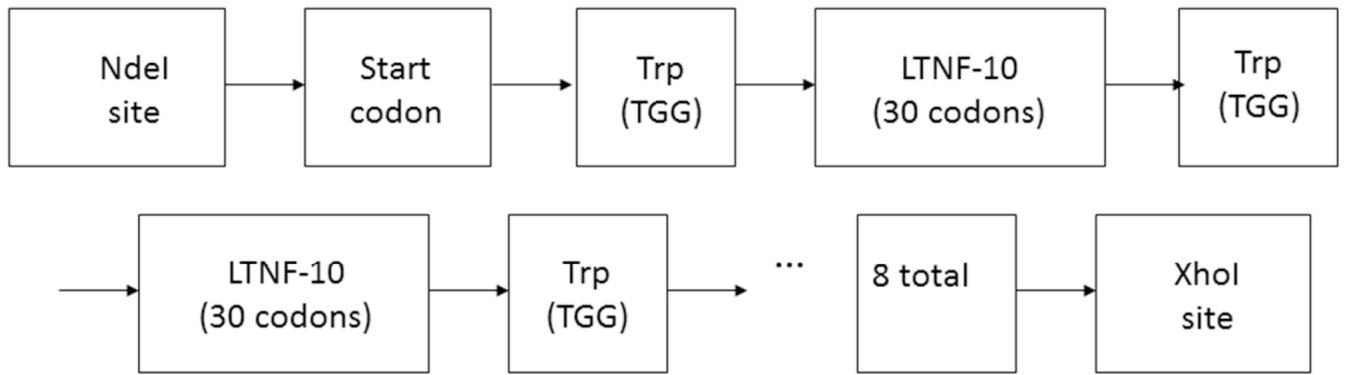 NdeI
site
Start
codon
Trp
(TGG)
LTNF-10
(30 codons)
Trp
(TGG)
LTNF-10
(30 codons)
Trp
(TGG)
...
8 total
XhoI
site